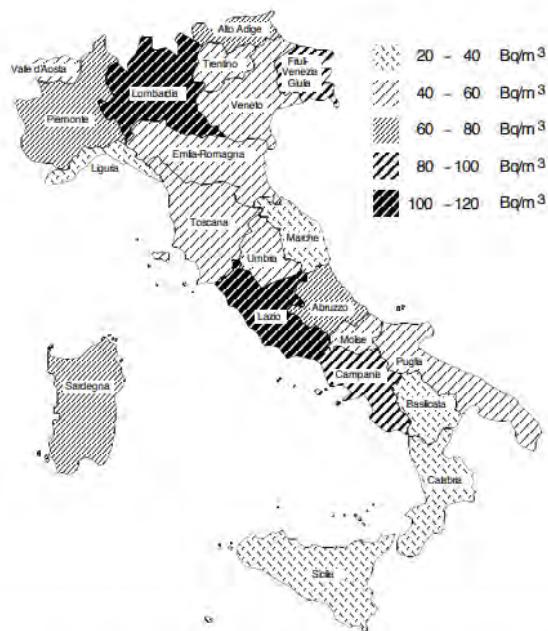 Alto Adige
Valle d'Aosta
Trentino
Friuli-
Venezia
Giulia
Lombardia
Veneto
Piemonte
Emilia-Romagna
Liguria
Toscana
Marche
Umbria
Lazio
Abruzzo
Molise
Puglia
Campania
Basilicata
Sardegna
Calabria
Sicilia
20 - 40 Bq/m³
40 - 60 Bq/m³
60 - 80 Bq/m³
80 - 100 Bq/m³
100 - 120 Bq/m³